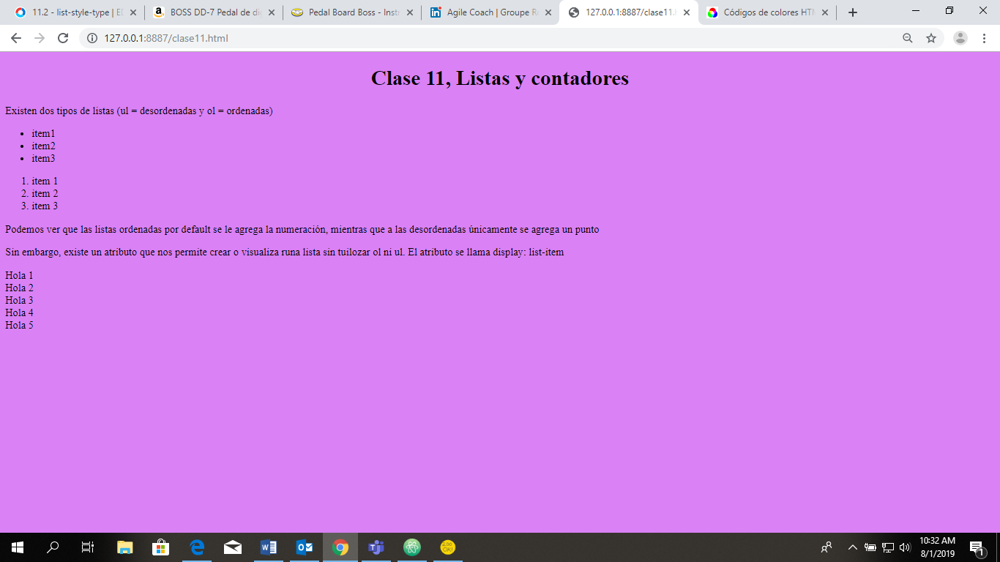 11.2 - list-style-type | ED
BOSS DD-7 Pedal de di
Pedal Board Boss - Instr
Agile Coach | Groupe R
127.0.0.1:8887/clase11.
Códigos de colores HTM
127.0.0.1:8887/clase11.html
Clase 11, Listas y contadores
Existen dos tipos de listas (ul = desordenadas y ol = ordenadas)
• item1
• item2
• item3
1. item 1
2. item 2
3. item 3
Podemos ver que las listas ordenadas por default se le agrega la numeración, mientras que a las desordenadas únicamente se agrega un punto
Sin embargo, existe un atributo que nos permite crear o visualiza runa lista sin tuilozar ol ni ul. El atributo se llama display: list-item
Hola 1
Hola 2
Hola 3
Hola 4
Hola 5
10:32 AM
8/1/2019
1